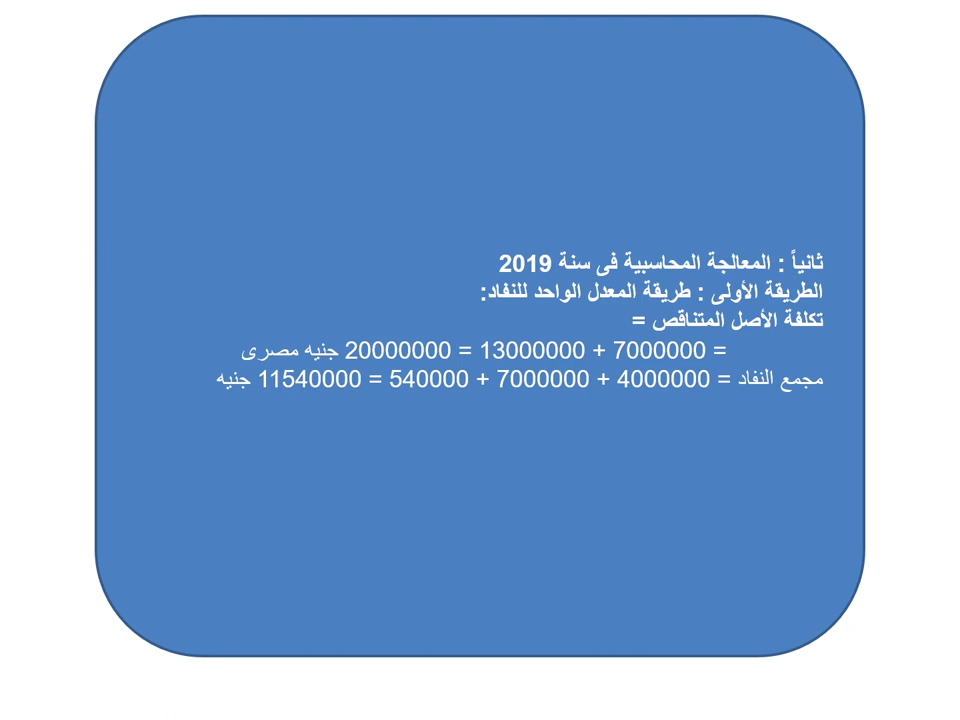 ثانياً : المعالجة المحاسبية فى سنة 2019
الطريقة الأولى : طريقة المعدل الواحد للنفاد:
تكلفة الأصل المتناقص =
= 7000000 + 13000000 = 20000000 جنيه مصرى
مجمع النفاد = 4000000 + 7000000 + 540000 = 11540000 جنيه